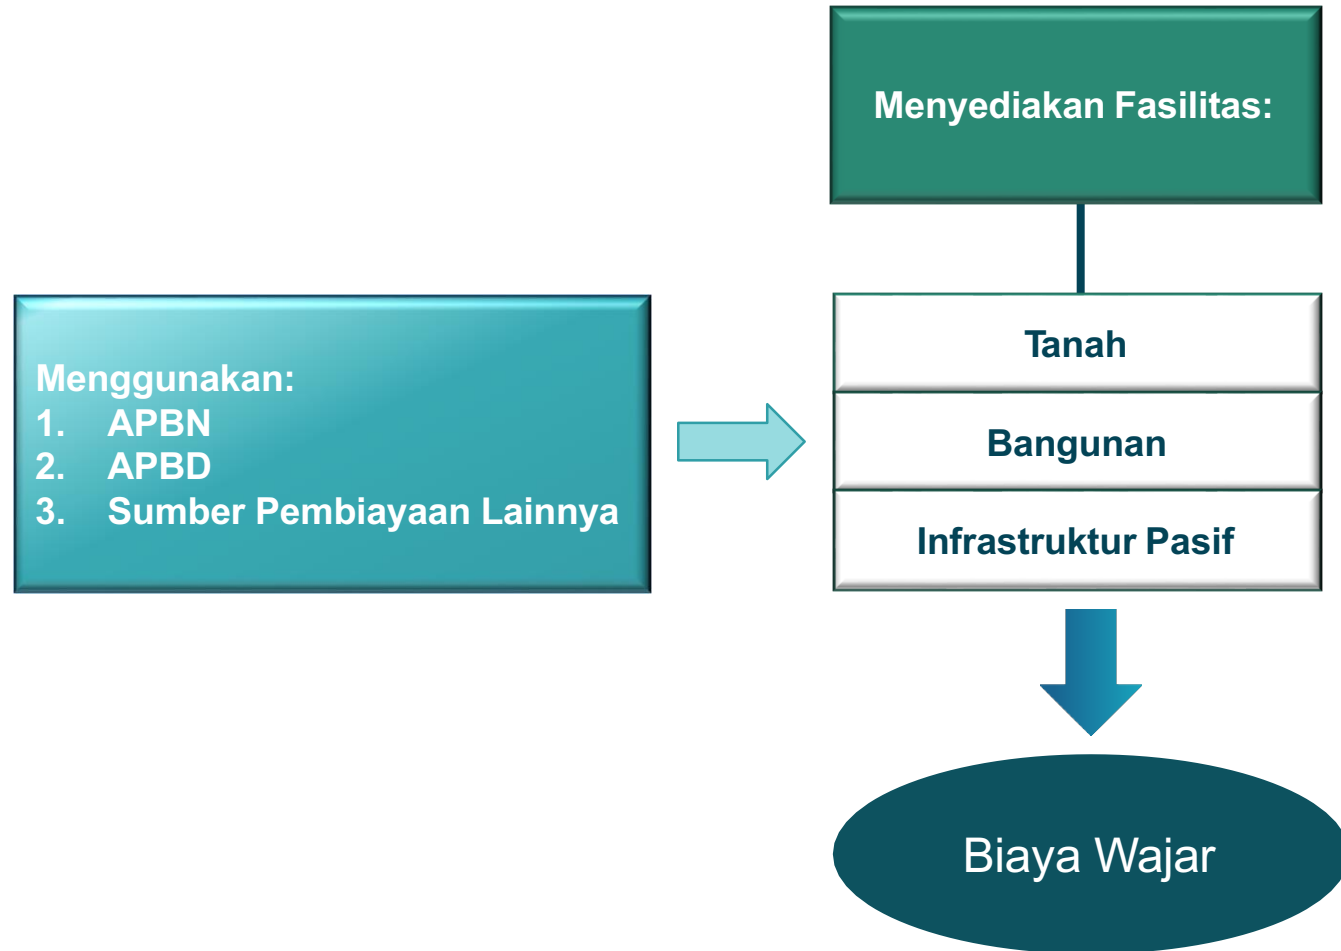 Menyediakan Fasilitas:
Menggunakan:
1. APBN
2. APBD
3. Sumber Pembiayaan Lainnya
Tanah
Bangunan
Infrastruktur Pasif
Biaya Wajar